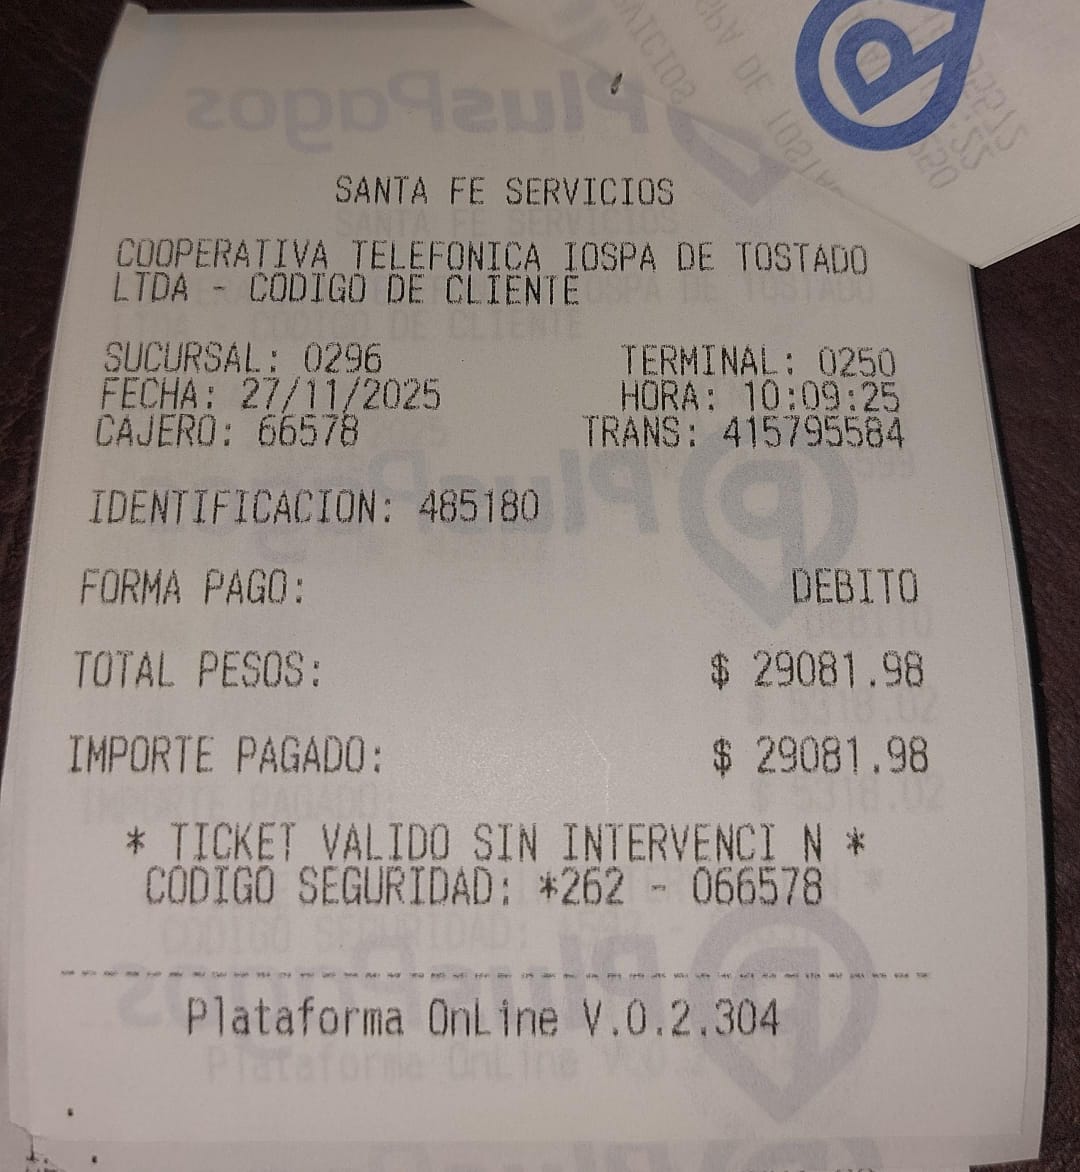 SANTA FE SERVICIOS
COOPERATIVA TELEFONICA IOSPA DE TOSTADO
LTDA - CODIGO DE CLIENTE
SUCURSAL: 0296 TERMINAL: 0250
FECHA: 27/11/2025 HORA: 10:09:25
CAJERO: 66578 TRANS: 415795584
IDENTIFICACION: 485180
FORMA PAGO: DEBITO
TOTAL PESOS: $ 29081.98
IMPORTE PAGADO: $ 29081.98
* TICKET VALIDO SIN INTERVENCI N *
CODIGO SEGURIDAD: *262 - 066578
Plataforma OnLine V.0.2.304